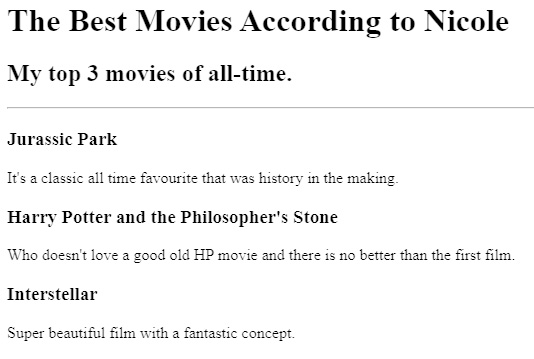 The Best Movies According to Nicole
My top 3 movies of all-time.
Jurassic Park
It's a classic all time favourite that was history in the making.
Harry Potter and the Philosopher's Stone
Who doesn't love a good old HP movie and there is no better than the first film.
Interstellar
Super beautiful film with a fantastic concept.